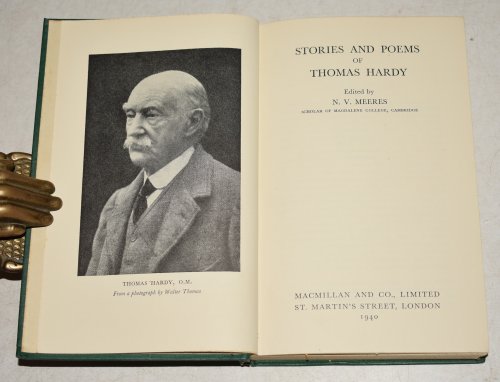 THOMAS HARDY, O.M.
From a photograph by Walter Thomas
STORIES AND POEMS
OF
THOMAS HARDY
Edited by
N. V. MEERES
SCHOLAR OF MAGDALENE COLLEGE, CAMBRIDGE
MACMILLAN AND CO., LIMITED
ST. MARTIN'S STREET, LONDON
1940